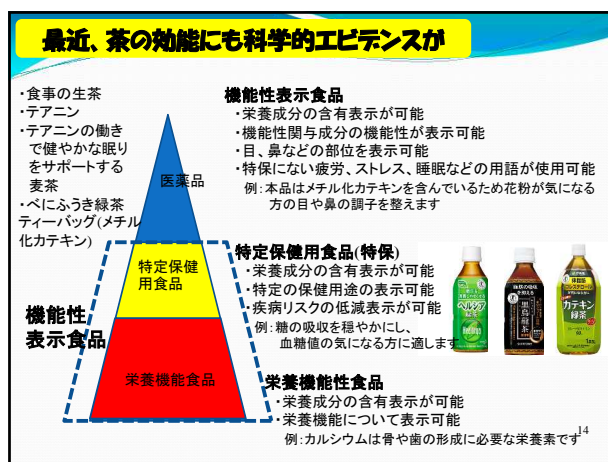 最近、茶の効能にも科学的エビデンスが
・食事の生茶
・テアニン
・テアニンの働き
で健やかな眠り
をサポートする
麦茶
・べにふうき緑茶
ティーバッグ(メチル
化カテキン)
医薬品
特定保健
用食品
栄養機能食品
機能性
表示食品
機能性表示食品
・栄養成分の含有表示が可能
・機能性関与成分の機能性が表示可能
・目、鼻などの部位を表示可能
・特保にない疲労、ストレス、睡眠などの用語が使用可能
例：本品はメチル化カテキンを含んでいるため花粉が気になる
方の目や鼻の調子を整えます
特定保健用食品(特保)
・栄養成分の含有表示が可能
・特定の保健用途の表示可能
・疾病リスクの低減表示が可能
例：糖の吸収を穏やかにし、
血糖値の気になる方に適します
ヘルシア
緑茶
黒烏龍茶
カテキン
緑茶
栄養機能性食品
・栄養成分の含有表示が可能
・栄養機能について表示可能
例：カルシウムは骨や歯の形成に必要な栄養素です
14